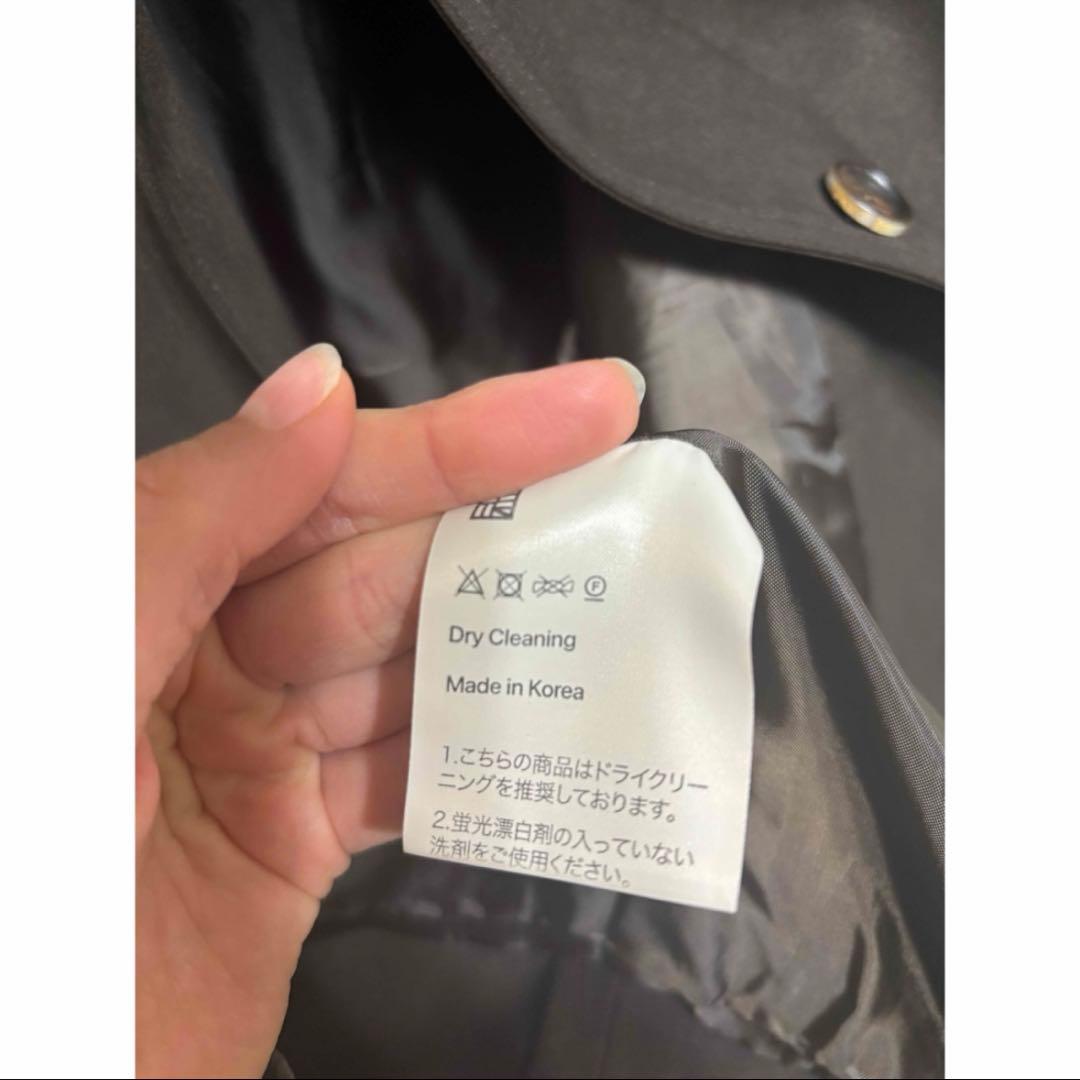 F
Dry Cleaning
Made in Korea
1.こちらの商品はドライクリー
ニングを推奨しております。
2.蛍光漂白剤の入っていない
洗剤をご使用ください。